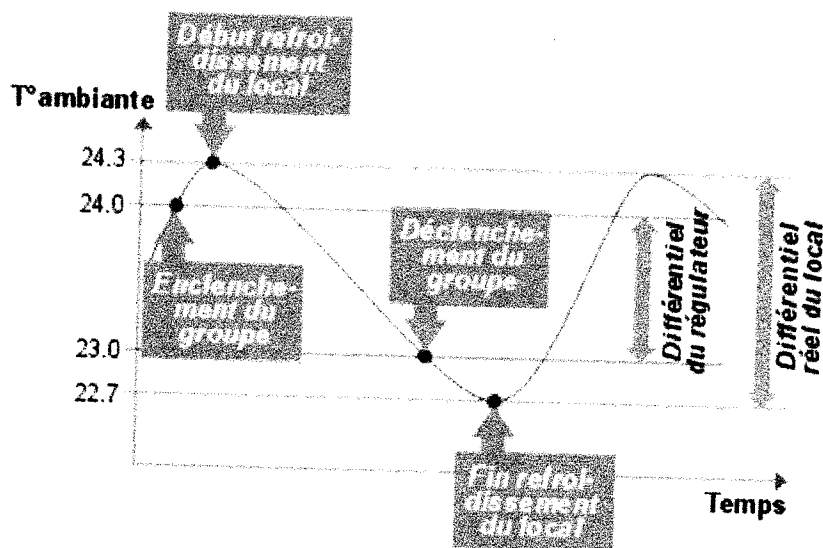 Début refroi-
dissement
du local
T°ambiante
24.3
24.0
Enclenche-
ment du
groupe
Déclenche-
ment du
groupe
Différentiel
du régulateur
Différentiel
réel du local
23.0
22.7
Fin refroi-
dissement
du local
Temps